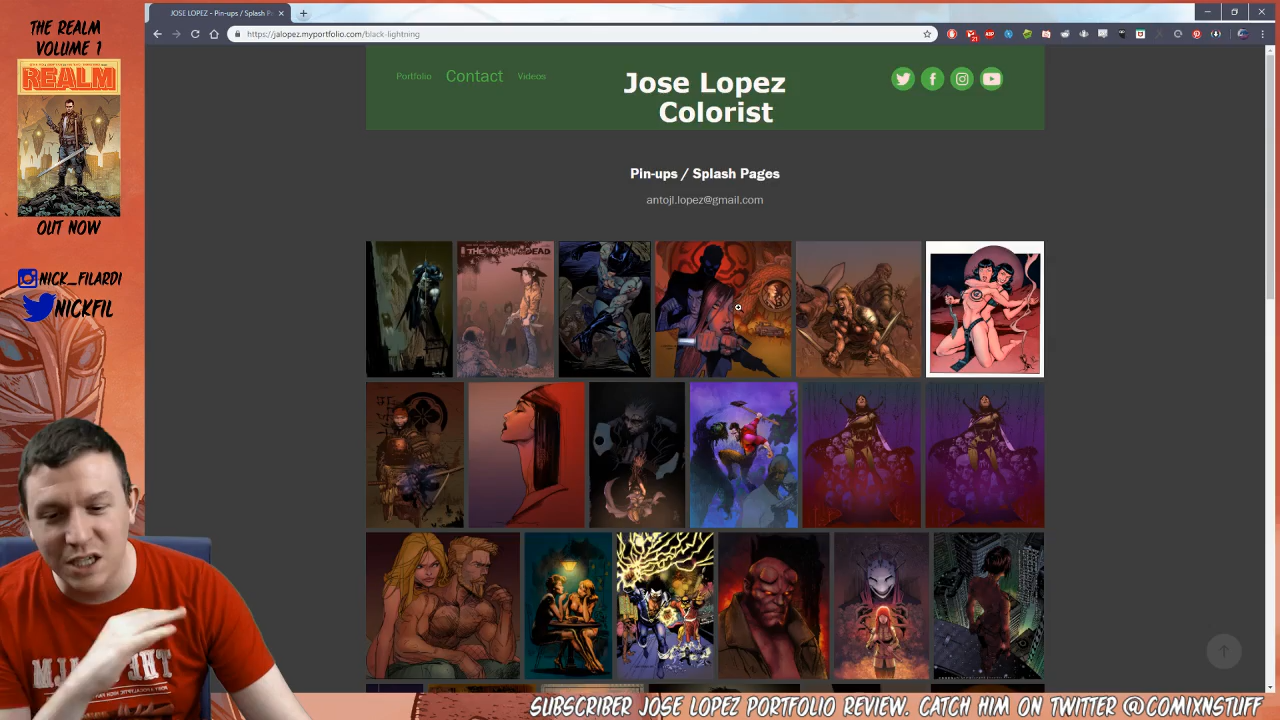 THE REALM
VOLUME 1
REALM
OUT NOW
NICK_FILARDI
NICKFIL
JOSE LOPEZ - Pin-ups / Splash P
https://jalopez.myportfolio.com/black-lightning
21
ABP
Portfolio
Contact
Videos
Jose Lopez
Colorist
Pin-ups / Splash Pages
antojl.lopez@gmail.com
THE WALKING DEAD
SUBSCRIBER JOSE LOPEZ PORTFOLIO REVIEW. CATCH HIM ON TWITTER @COMIXNSTUFF